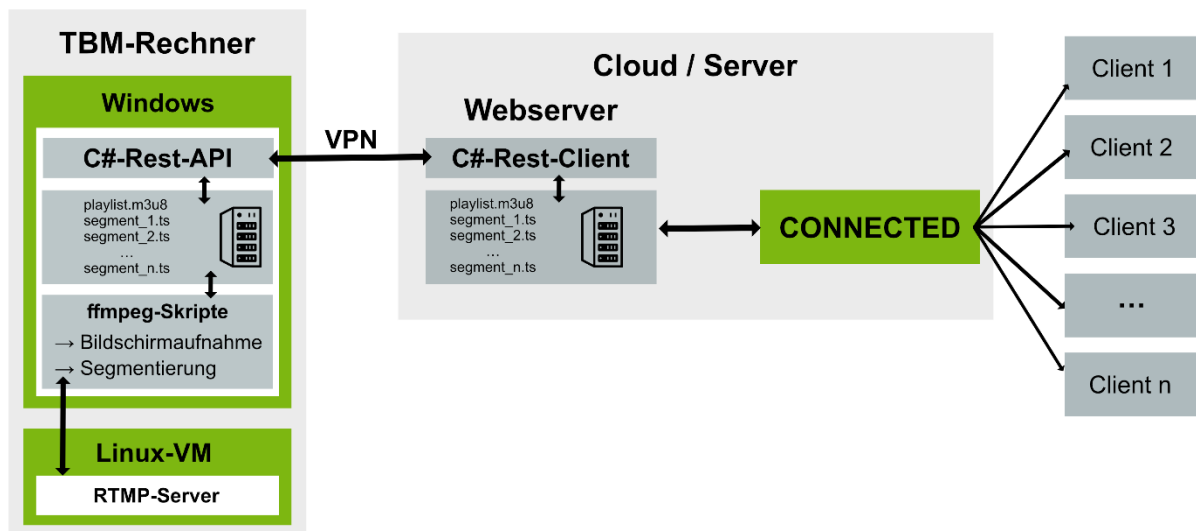 TBM-Rechner
Windows
C#-Rest-API
playlist.m3u8
segment_1.ts
segment_2.ts
...
segment_n.ts
ffmpeg-Skripte
→ Bildschirmaufnahme
→ Segmentierung
Linux-VM
RTMP-Server
VPN
Cloud / Server
Webserver
C#-Rest-Client
playlist.m3u8
segment_1.ts
segment_2.ts
...
segment_n.ts
CONNECTED
Client 1
Client 2
Client 3
...
Client n